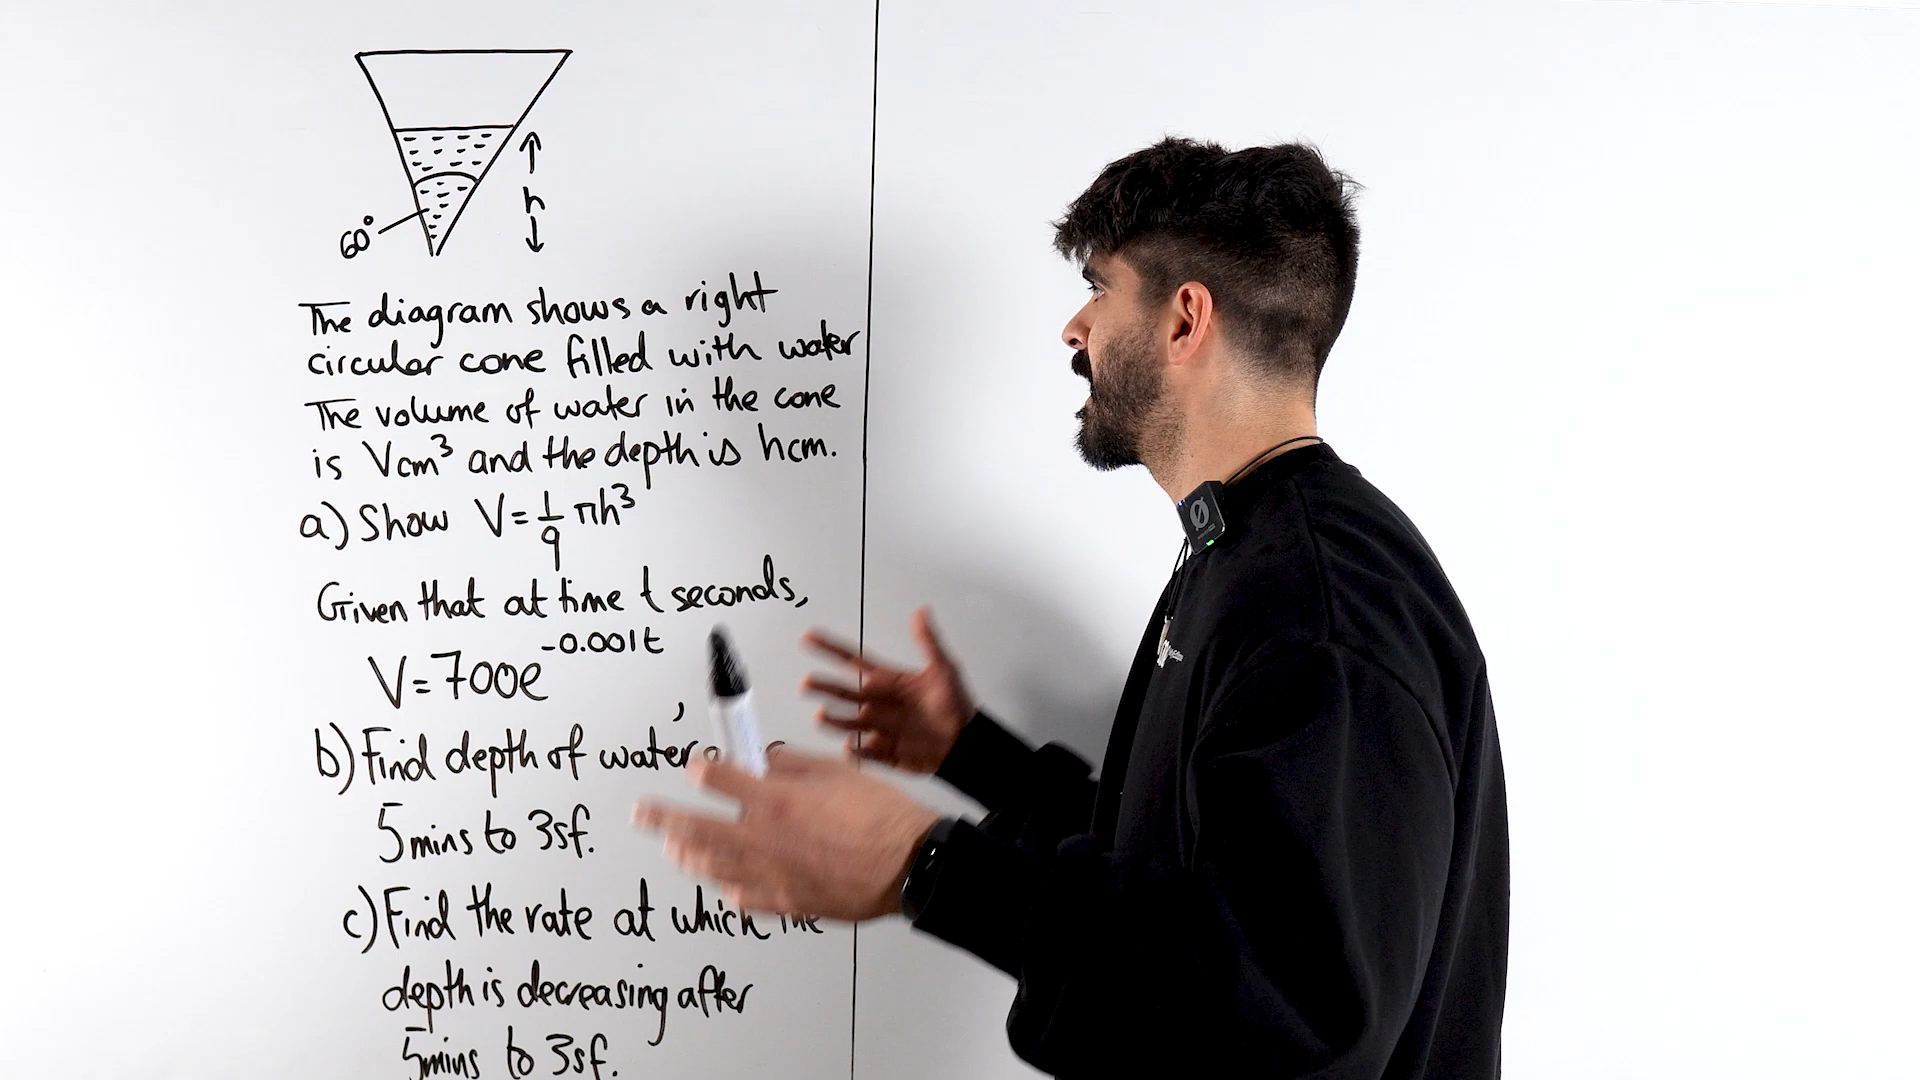 h
60°
The diagram shows a right
circular cone filled with water
The volume of water in the cone
is Vcm³ and the depth is hcm.
a) Show V = 1/9 πh³
Given that at time t seconds,
V = 700e^-0.001t ,
b) Find depth of water
5mins to 3sf.
c) Find the rate at which the
depth is decreasing after
5mins to 3sf.